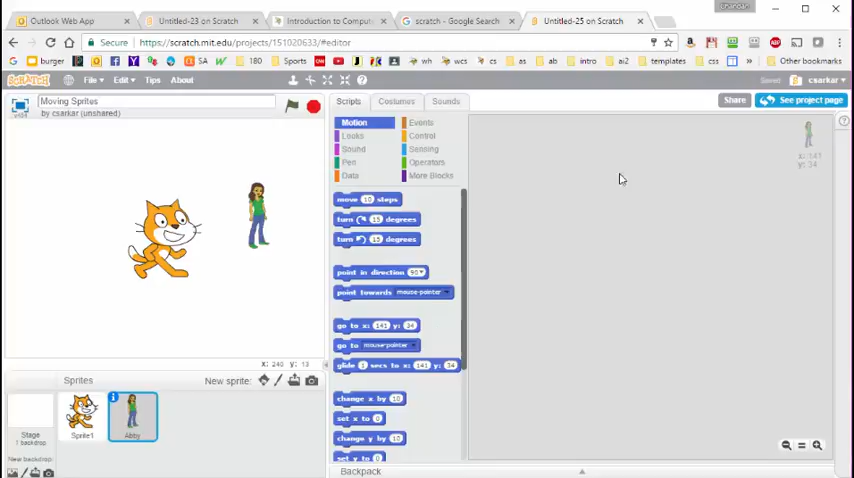 Outlook Web App
Untitled-23 on Scratch
Introduction to Compute
scratch - Google Search
Untitled-25 on Scratch
Secure
https://scratch.mit.edu/projects/151020633/#editor
burger
180
Sports
SA
wh
wc
cs
as
ab
intro
ai2
templates
css
Other bookmarks
SCRATCH
File
Edit
Tips
About
Saved
csarkar
Moving Sprites
by csarkar (unshared)
Scripts
Costumes
Sounds
Share
See project page
Motion
Events
Looks
Control
Sound
Sensing
Pen
Operators
Data
More Blocks
x: 141
y: 34
move 10 steps
turn 15 degrees
turn 15 degrees
point in direction 90
point towards mouse-pointer
go to x: 141 y: 34
go to mouse-pointer
glide 1 secs to x: 141 y: 34
change x by 10
set x to 0
change y by 10
set y to 0
x: 240 y: 13
Sprites
New sprite:
Stage
1 backdrop
Sprite1
Abby
New backdrop:
Backpack